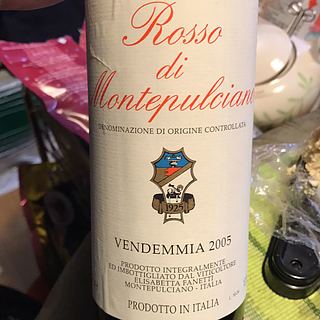 Rosso
di
Montepulciano
DENOMINAZIONE DI ORIGINE CONTROLLATA
1925
VENDEMMIA 2005
PRODOTTO INTEGRALMENTE
ED IMBOTTIGLIATO DAL VITICOLTORE
ELISABETTA FANETTI
MONTEPULCIANO - ITALIA
PRODOTTO IN ITALIA